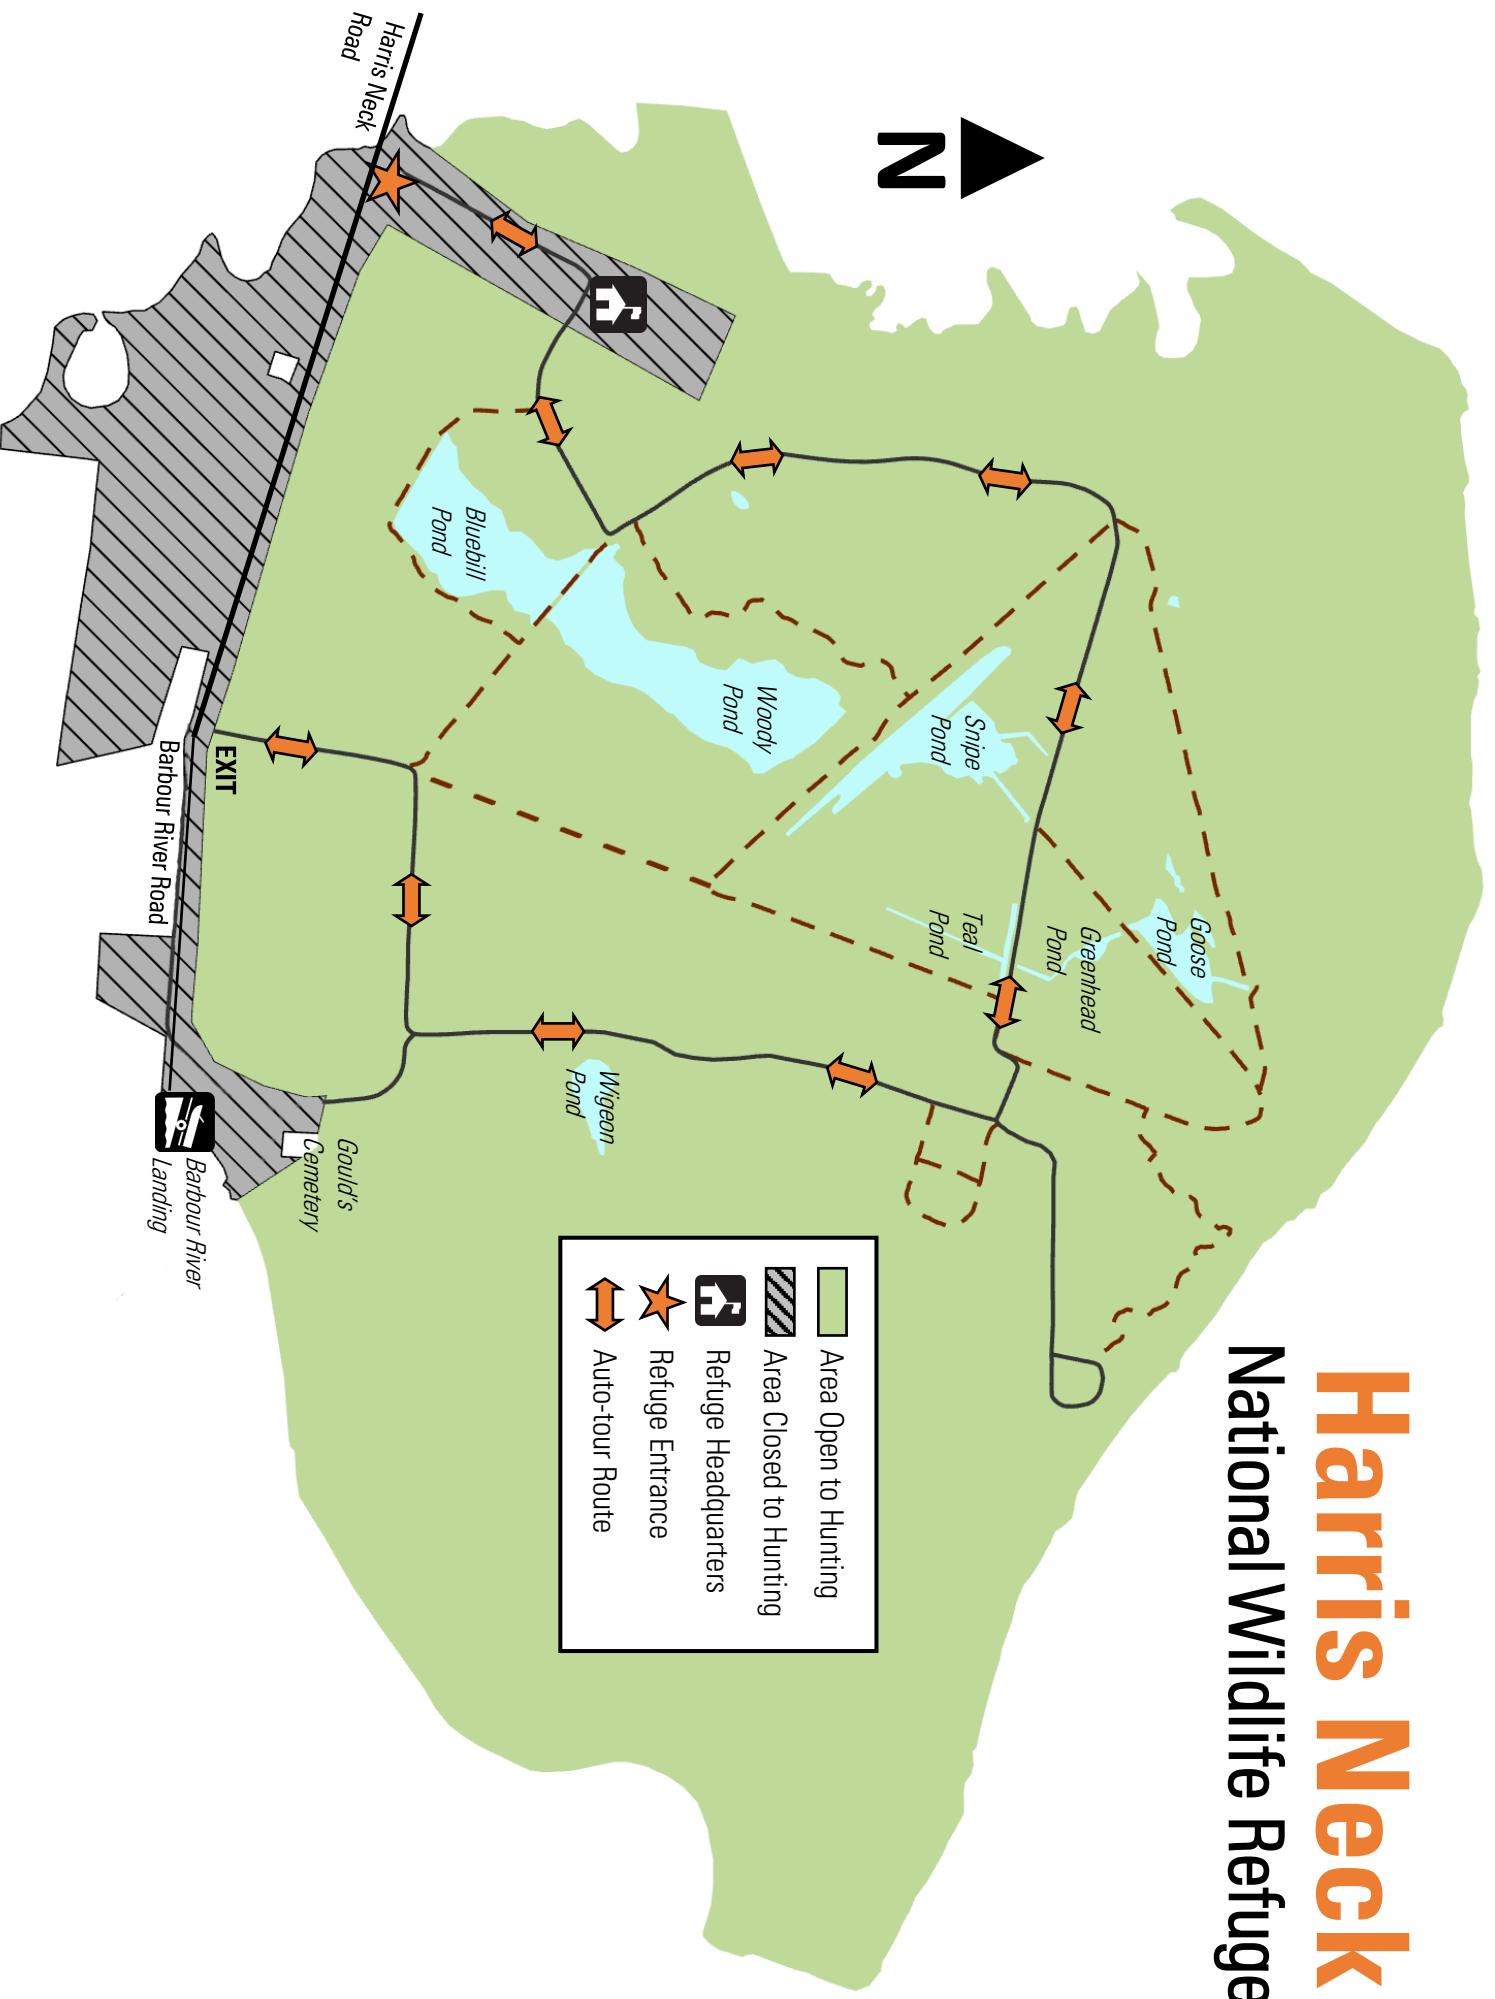 Harris Neck
National Wildlife Refuge
N
Harris Neck
Road
Goose
Pond
Greenhead
Pond
Snipe
Pond
Teal
Pond
Woody
Pond
Bluebill
Pond
Wigeon
Pond
EXIT
Barbour River Road
Gould's
Cemetery
Barbour River
Landing
Area Open to Hunting
Area Closed to Hunting
Refuge Headquarters
Refuge Entrance
Auto-tour Route